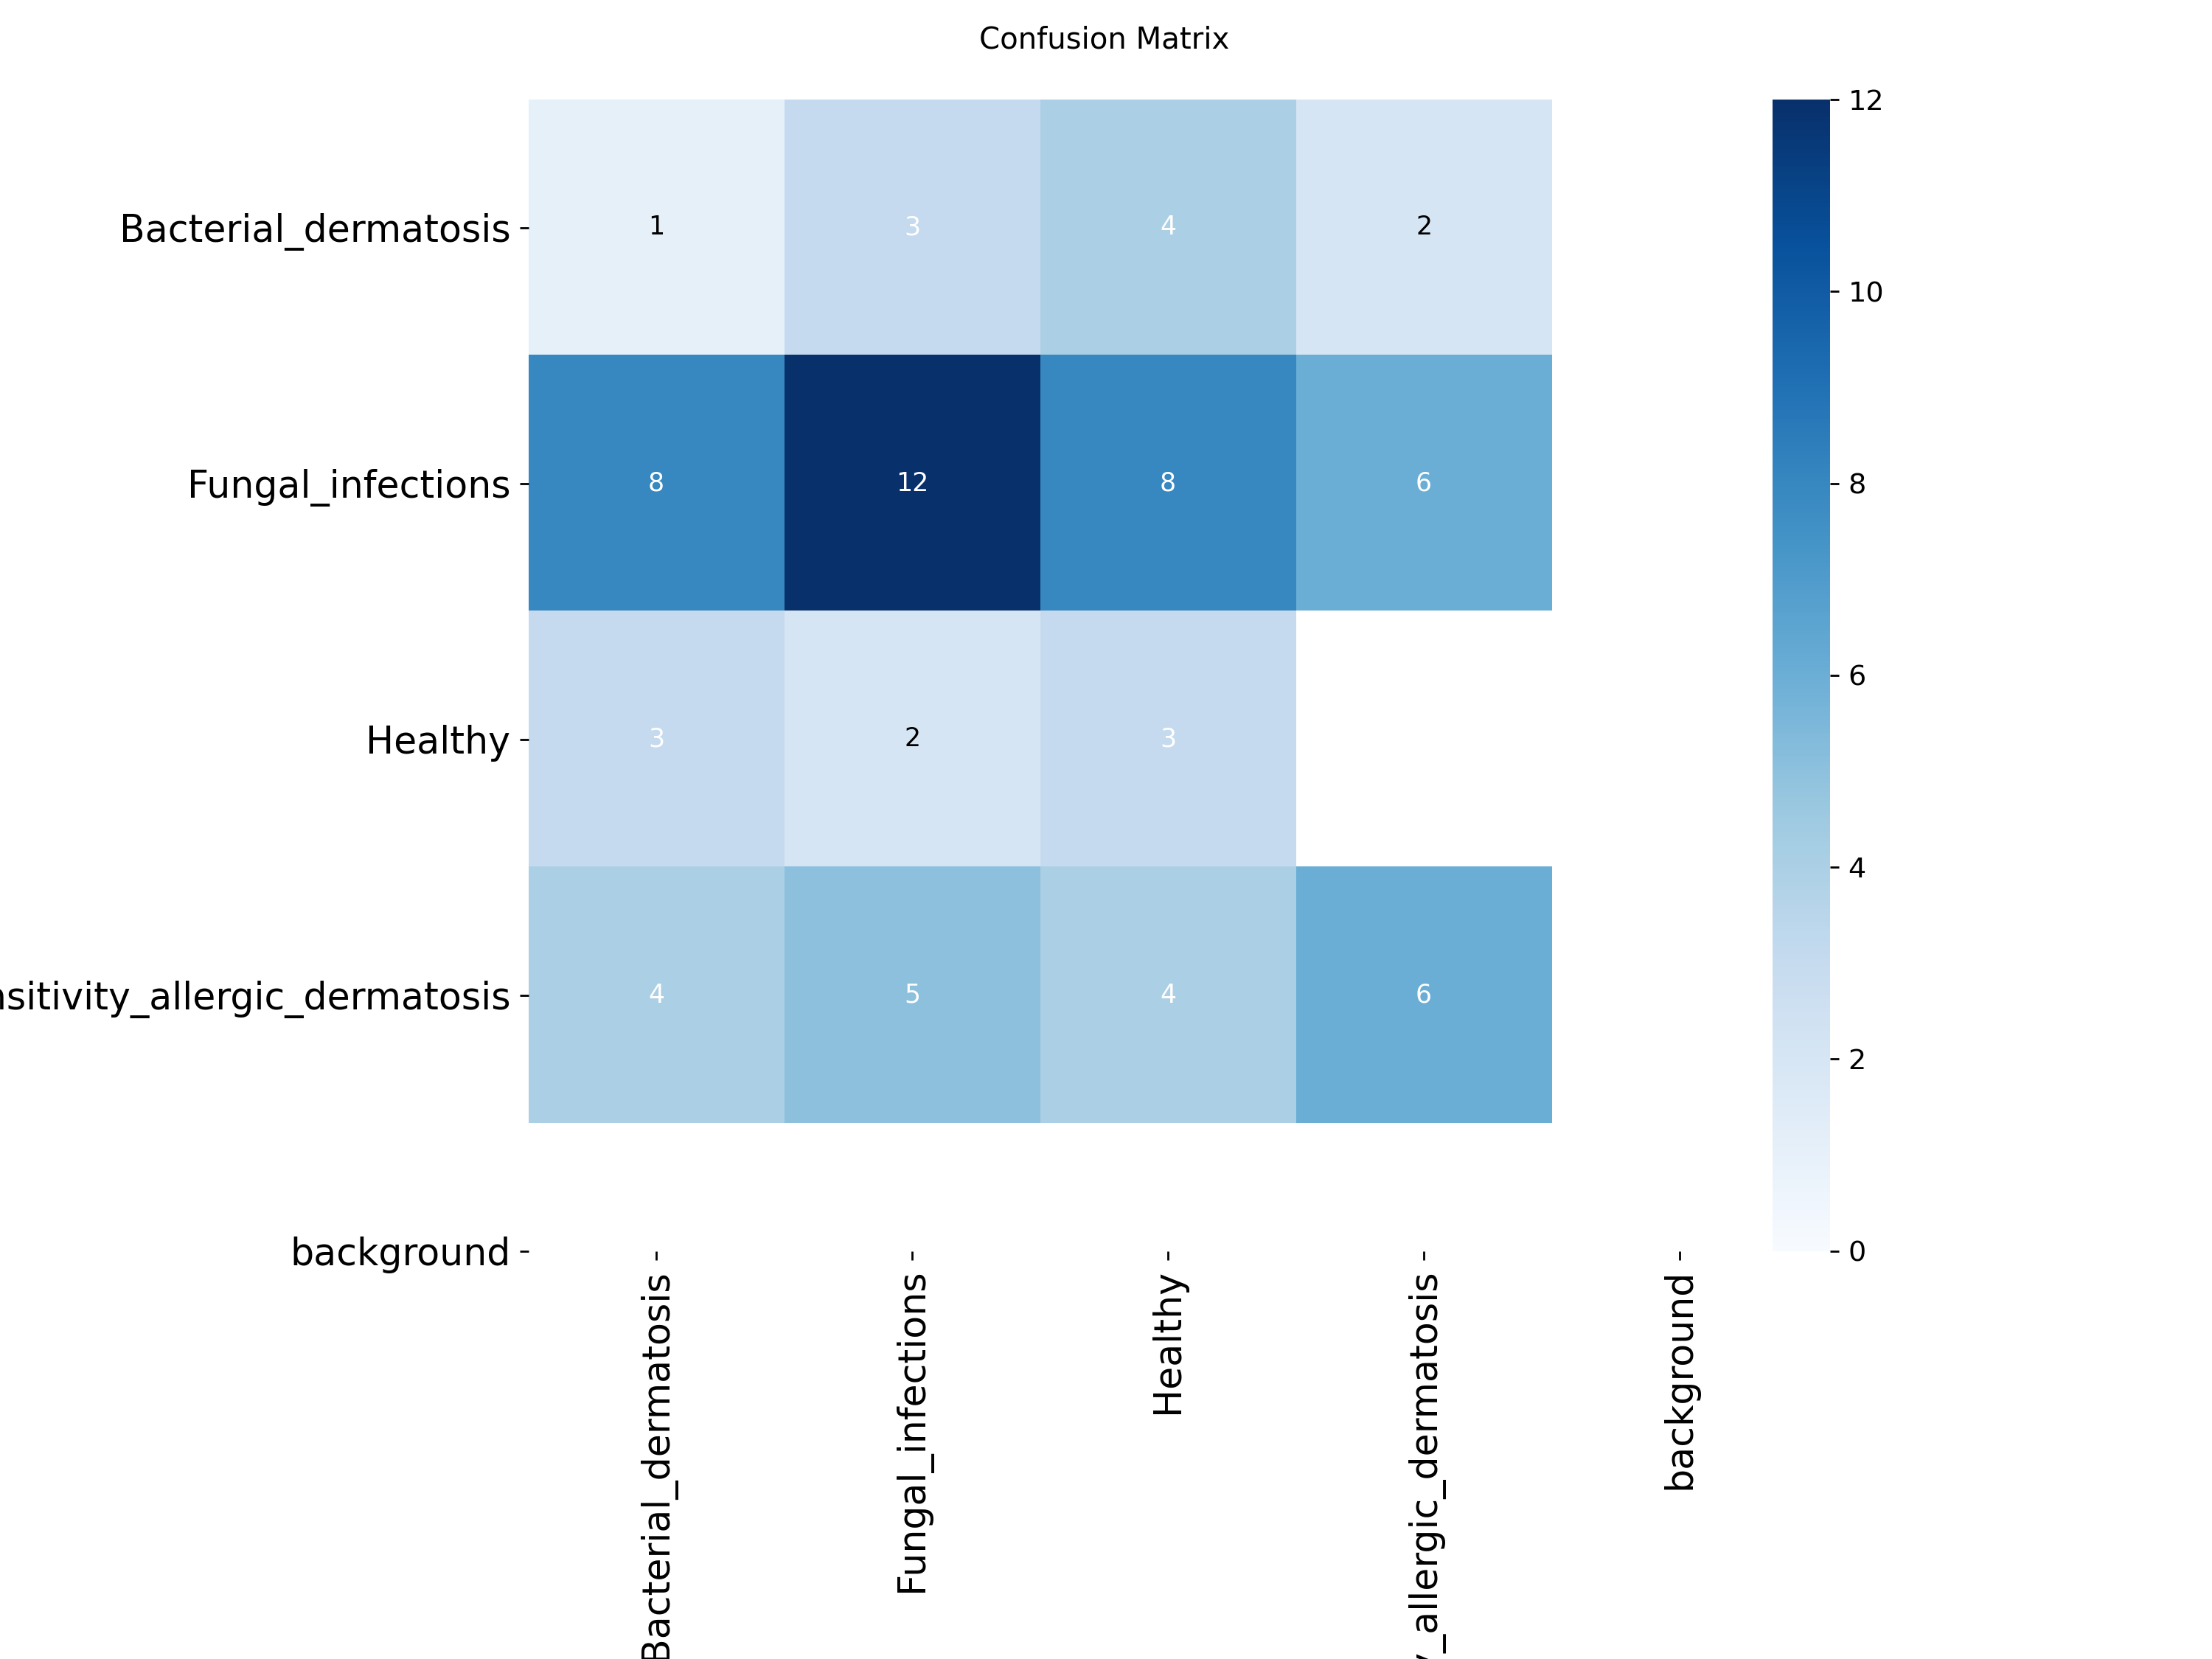 Confusion Matrix
Bacterial_dermatosis
1 3 4 2
Fungal_infections
8 12 8 6
Healthy
3 2 3
sitivity_allergic_dermatosis
4 5 4 6
background
Bacterial_dermatosis
Fungal_infections
Healthy
_allergic_dermatosis
background
12
10
8
6
4
2
0